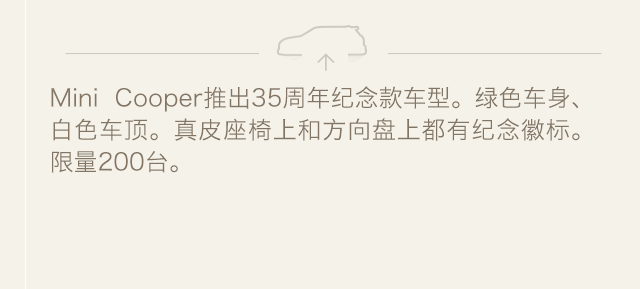 Mini Cooper推出35周年纪念款车型。绿色车身、
白色车顶。真皮座椅上和方向盘上都有纪念徽标。
限量200台。